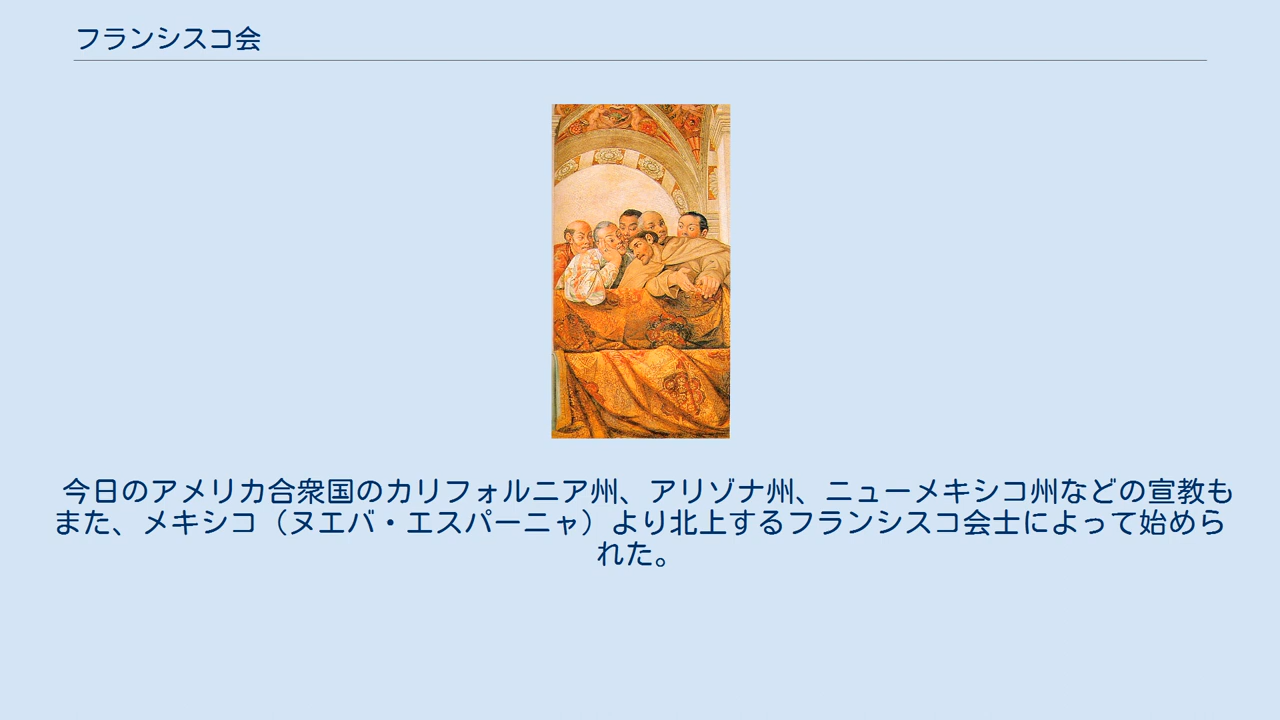 フランシスコ会
今日のアメリカ合衆国のカリフォルニア州、アリゾナ州、ニューメキシコ州などの宣教も
また、メキシコ（ヌエバ・エスパーニャ）より北上するフランシスコ会士によって始めら
れた。